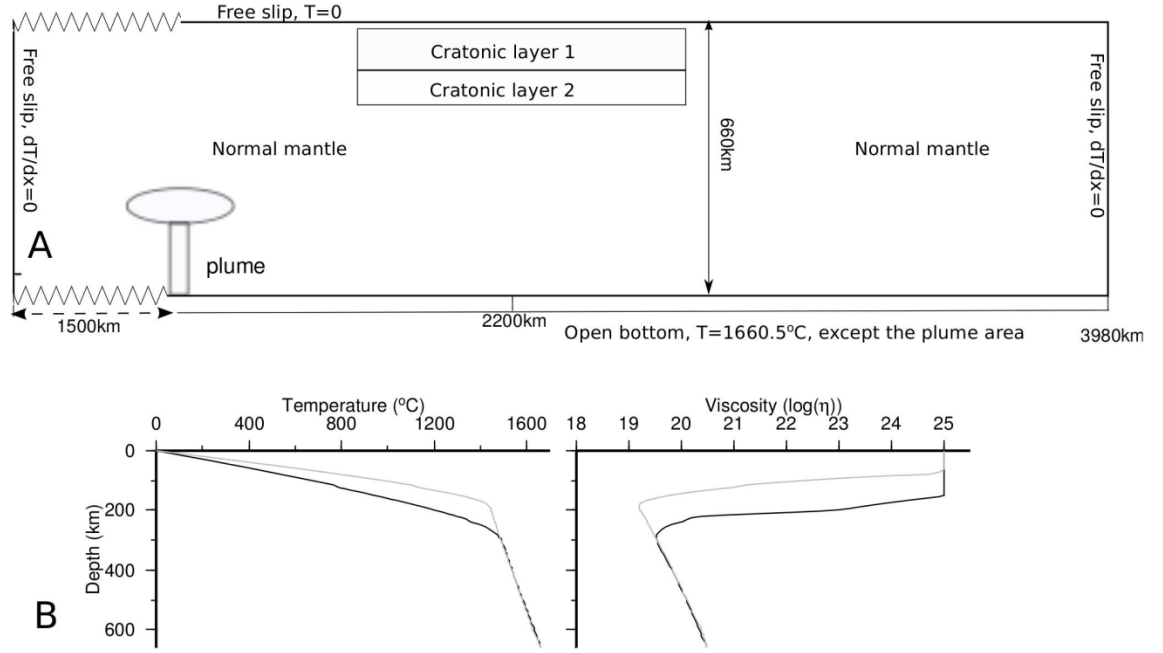 Free slip, T=0
Cratonic layer 1
Cratonic layer 2
Free slip, dT/dx=0
Free slip, dT/dx=0
660km
Normal mantle
Normal mantle
A
plume
1500km
2200km
Open bottom, T=1660.5ºC, except the plume area
3980km
Temperature (ºC)
0 400 800 1200 1600
Viscosity (log(η))
18 19 20 21 22 23 24 25
Depth (km)
0
200
400
600
B